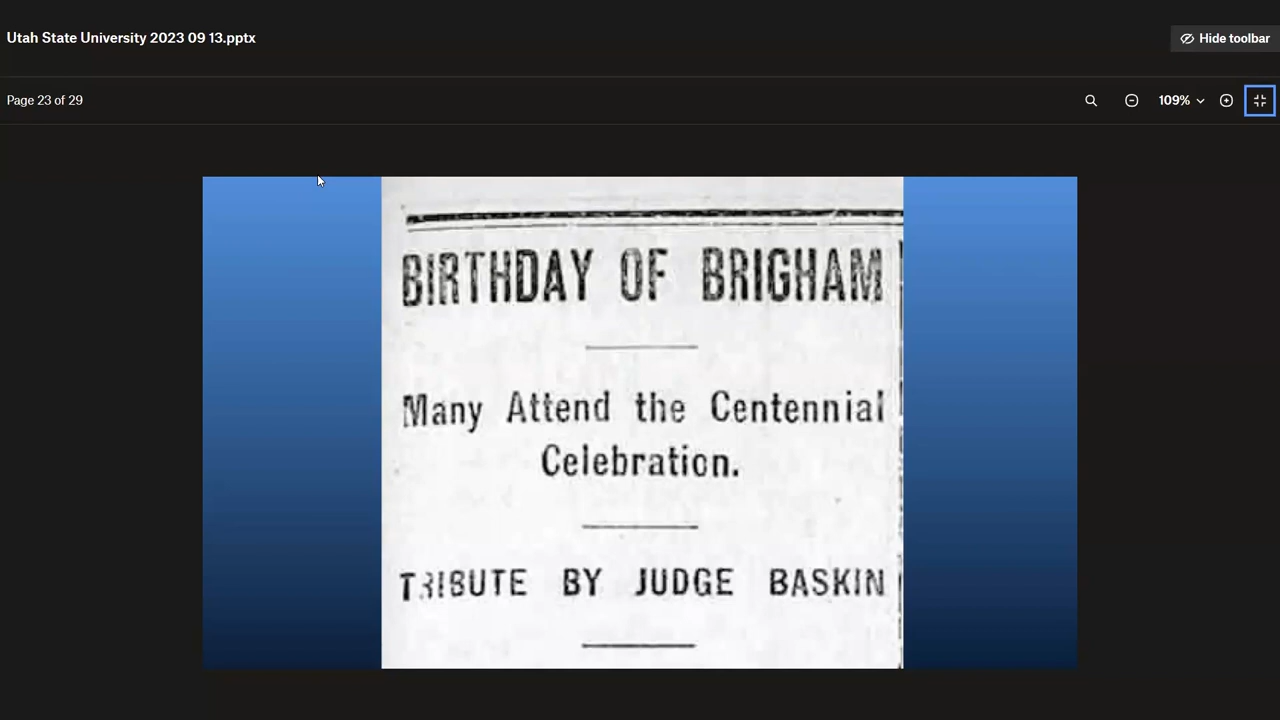 Utah State University 2023 09 13.pptx
Hide toolbar
Page 23 of 29
109%
BIRTHDAY OF BRIGHAM
Many Attend the Centennial
Celebration.
TRIBUTE BY JUDGE BASKIN